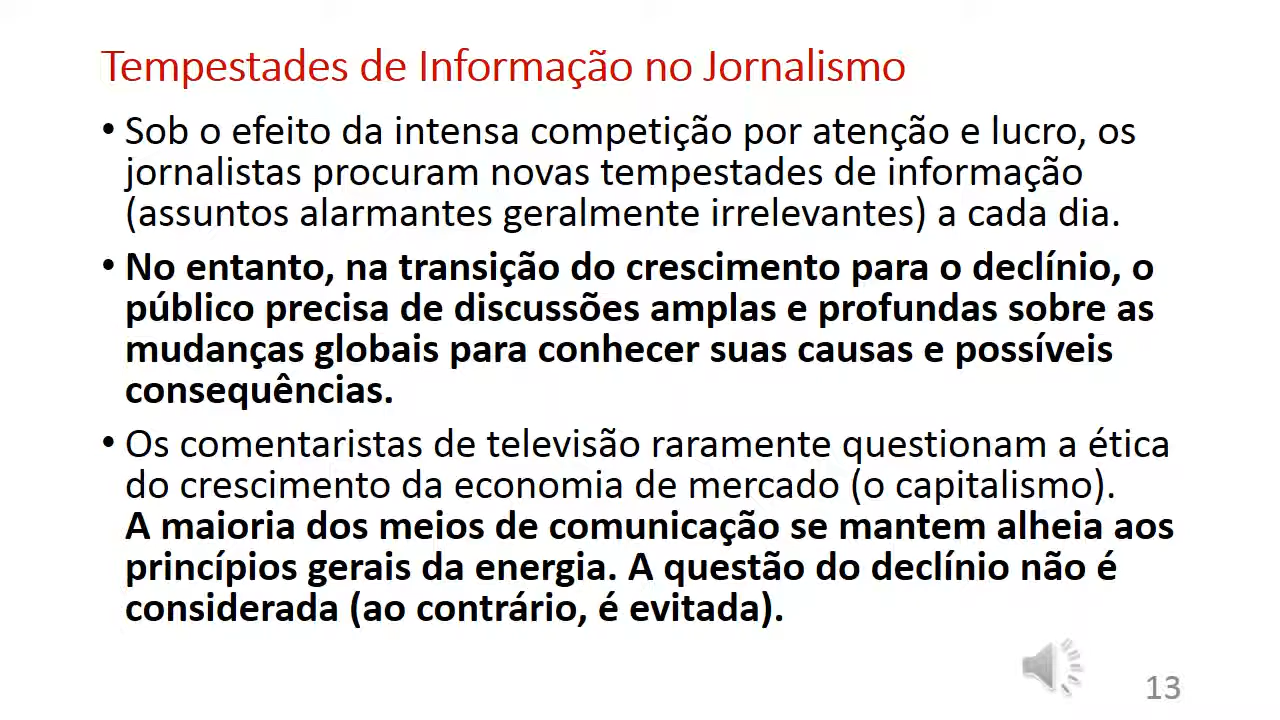 Tempestades de Informação no Jornalismo
• Sob o efeito da intensa competição por atenção e lucro, os
jornalistas procuram novas tempestades de informação
(assuntos alarmantes geralmente irrelevantes) a cada dia.
• No entanto, na transição do crescimento para o declínio, o
público precisa de discussões amplas e profundas sobre as
mudanças globais para conhecer suas causas e possíveis
consequências.
• Os comentaristas de televisão raramente questionam a ética
do crescimento da economia de mercado (o capitalismo).
A maioria dos meios de comunicação se mantem alheia aos
princípios gerais da energia. A questão do declínio não é
considerada (ao contrário, é evitada).
13